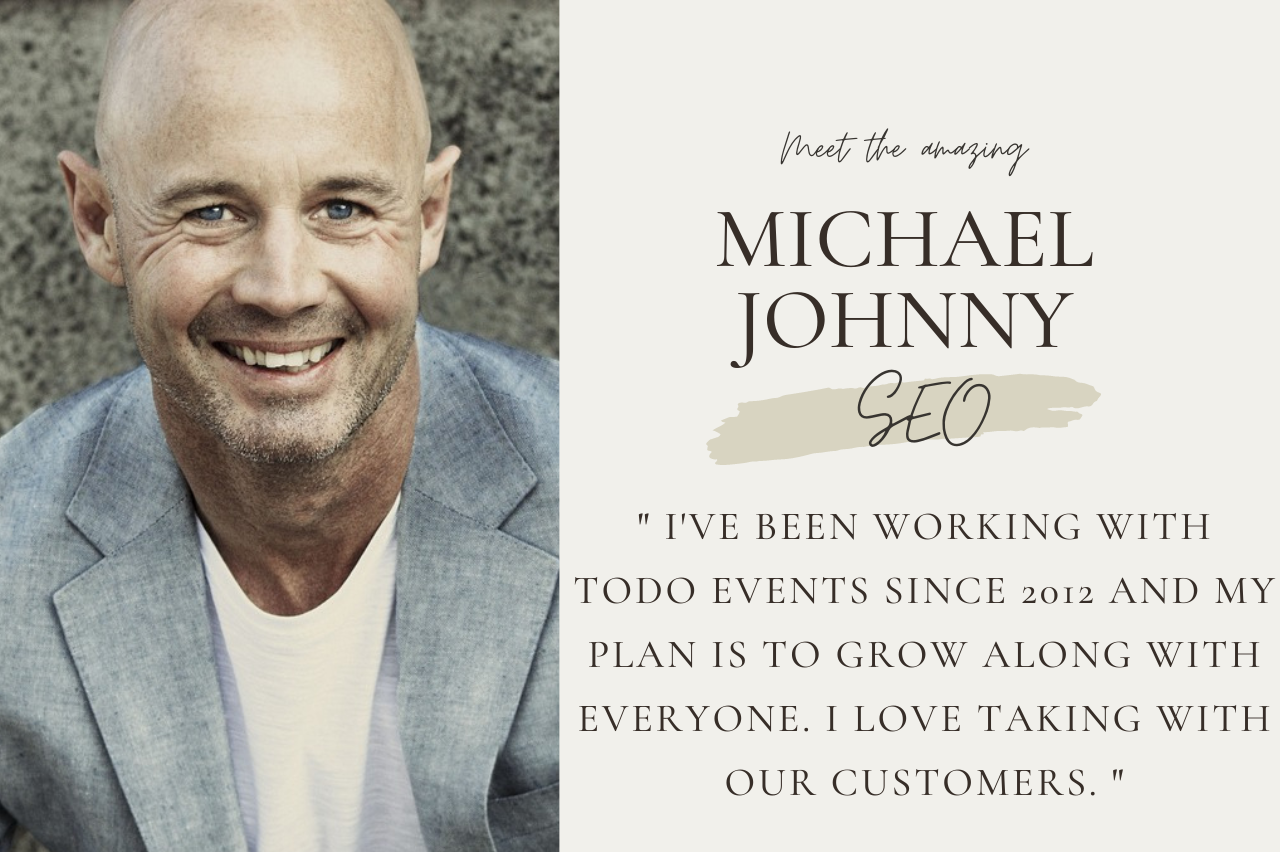 Meet the amazing
MICHAEL
JOHNNY
SEO
" I'VE BEEN WORKING WITH
TODO EVENTS SINCE 2012 AND MY
PLAN IS TO GROW ALONG WITH
EVERYONE. I LOVE TAKING WITH
OUR CUSTOMERS. "